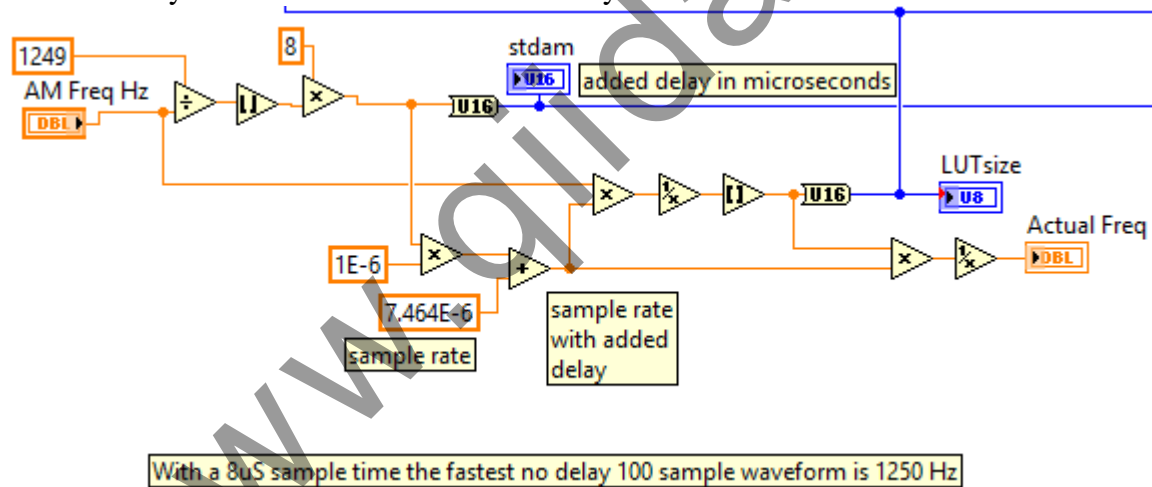 1249
8
AM Freq Hz
DBL
÷
×
U16
stdam
U16
added delay in microseconds
×
1/x
[ ]
U16
LUTsize
U8
Actual Freq
DBL
×
1/x
1E-6
×
+
7.464E-6
sample rate
sample rate
with added
delay
With a 8uS sample time the fastest no delay 100 sample waveform is 1250 Hz